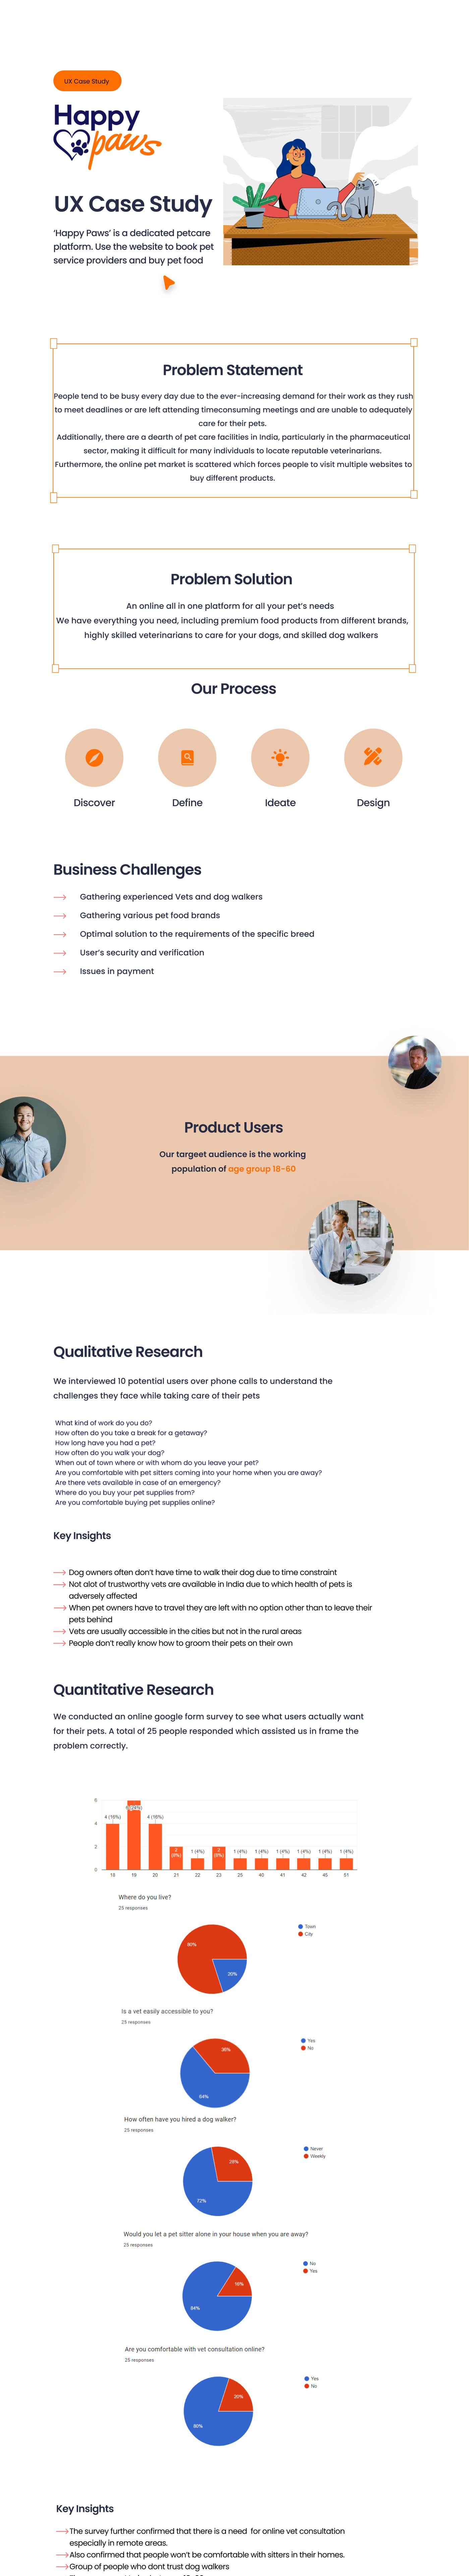 UX Case Study
Happy
paws
UX Case Study
‘Happy Paws’ is a dedicated petcare
platform. Use the website to book pet
service providers and buy pet food
Problem Statement
People tend to be busy every day due to the ever-increasing demand for their work as they rush
to meet deadlines or are left attending timeconsuming meetings and are unable to adequately
care for their pets.
Additionally, there are a dearth of pet care facilities in India, particularly in the pharmaceutical
sector, making it difficult for many individuals to locate reputable veterinarians.
Furthermore, the online pet market is scattered which forces people to visit multiple websites to
buy different products.
Problem Solution
An online all in one platform for all your pet’s needs
We have everything you need, including premium food products from different brands,
highly skilled veterinarians to care for your dogs, and skilled dog walkers
Our Process
Discover
Define
Ideate
Design
Business Challenges
Gathering experienced Vets and dog walkers
Gathering various pet food brands
Optimal solution to the requirements of the specific breed
User’s security and verification
Issues in payment
Product Users
Our targeet audience is the working
population of age group 18-60
Qualitative Research
We interviewed 10 potential users over phone calls to understand the
challenges they face while taking care of their pets
What kind of work do you do?
How often do you take a break for a getaway?
How long have you had a pet?
How often do you walk your dog?
When out of town where or with whom do you leave your pet?
Are you comfortable with pet sitters coming into your home when you are away?
Are there vets available in case of an emergency?
Where do you buy your pet supplies from?
Are you comfortable buying pet supplies online?
Key Insights
Dog owners often don’t have time to walk their dog due to time constraint
Not alot of trustworthy vets are available in India due to which health of pets is
adversely affected
When pet owners have to travel they are left with no option other than to leave their
pets behind
Vets are usually accessible in the cities but not in the rural areas
People don’t really know how to groom their pets on their own
Quantitative Research
We conducted an online google form survey to see what users actually want
for their pets. A total of 25 people responded which assisted us in frame the
problem correctly.
6
4
2
0
4 (16%)
4 (16%)
2
(8%)
1 (4%)
2
(8%)
1 (4%)
1 (4%)
1 (4%)
1 (4%)
1 (4%)
1 (4%)
18 19 20 21 22 23 25 40 41 42 45 51
Where do you live?
25 responses
Town
City
80%
20%
Is a vet easily accessible to you?
25 responses
Yes
No
36%
64%
How often have you hired a dog walker?
25 responses
Never
Weekly
28%
72%
Would you let a pet sitter alone in your house when you are away?
25 responses
No
Yes
16%
84%
Are you comfortable with vet consultation online?
25 responses
Yes
No
20%
80%
Key Insights
The survey further confirmed that there is a need for online vet consultation
especially in remote areas.
Also confirmed that people won’t be comfortable with sitters in their homes.
Group of people who dont trust dog walkers